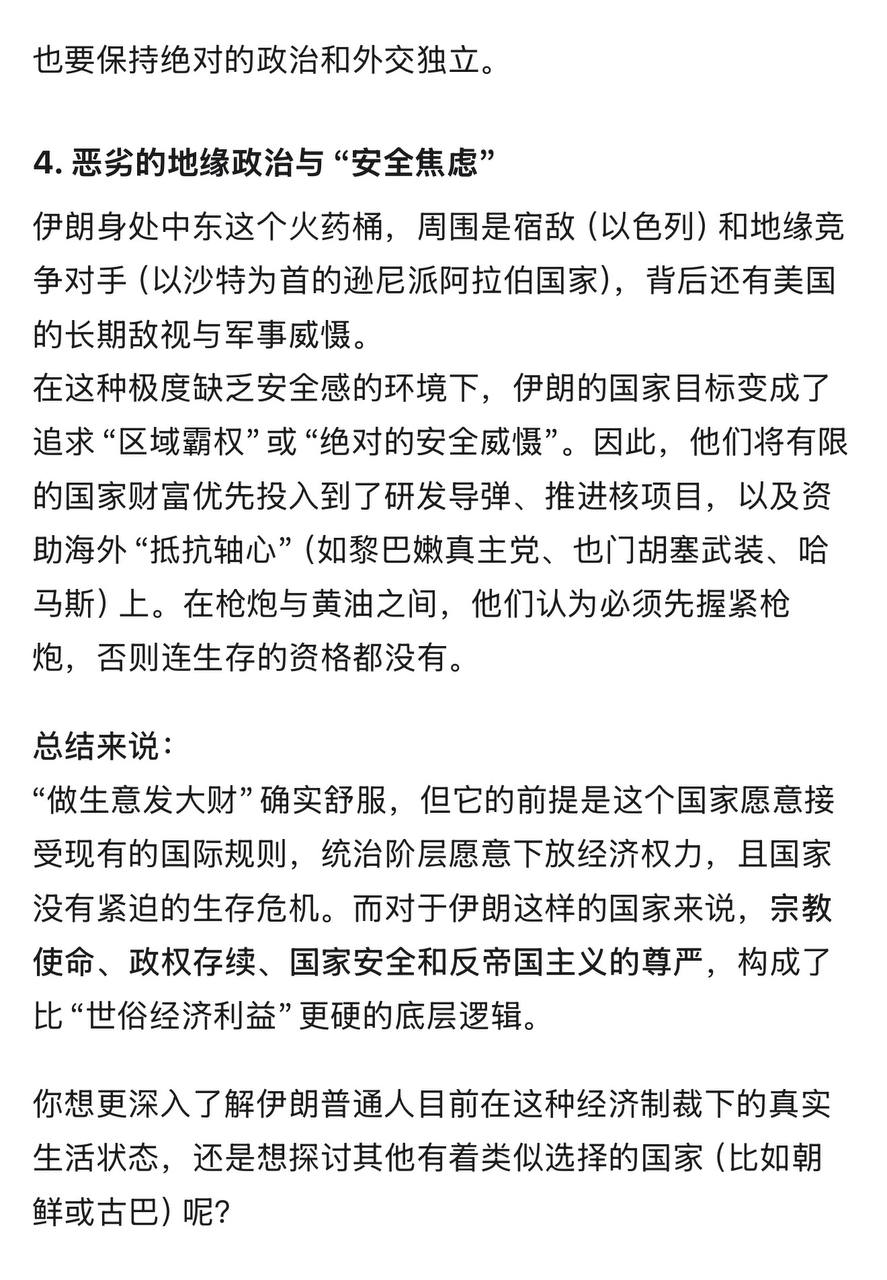 也要保持绝对的政治和外交独立。
4. 恶劣的地缘政治与 “安全焦虑”
伊朗身处中东这个火药桶，周围是宿敌（以色列）和地缘竞
争对手（以沙特为首的逊尼派阿拉伯国家），背后还有美国
的长期敌视与军事威慑。
在这种极度缺乏安全感的环境下，伊朗的国家目标变成了
追求 “区域霸权” 或 “绝对的安全威慑”。因此，他们将有限
的国家财富优先投入到了研发导弹、推进核项目，以及资
助海外 “抵抗轴心”（如黎巴嫩真主党、也门胡塞武装、哈
马斯）上。在枪炮与黄油之间，他们认为必须先握紧枪
炮，否则连生存的资格都没有。
总结来说：
“做生意发大财” 确实舒服，但它的前提是这个国家愿意接
受现有的国际规则，统治阶层愿意下放经济权力，且国家
没有紧迫的生存危机。而对于伊朗这样的国家来说，宗教
使命、政权存续、国家安全和反帝国主义的尊严，构成了
比 “世俗经济利益” 更硬的底层逻辑。
你想更深入了解伊朗普通人目前在这种经济制裁下的真实
生活状态，还是想探讨其他有着类似选择的国家（比如朝
鲜或古巴）呢？